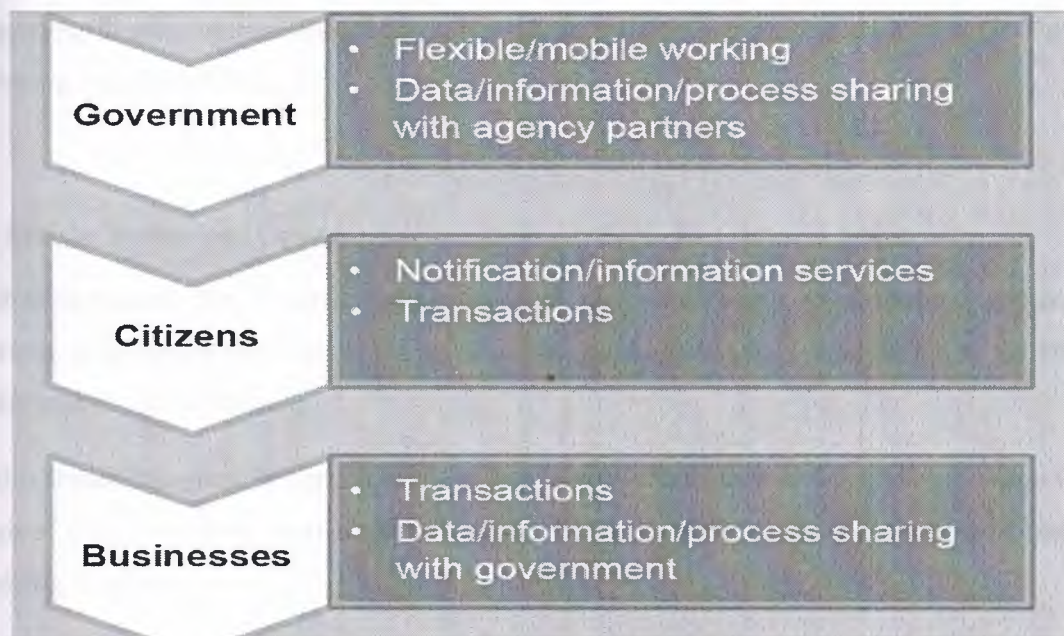 Government
• Flexible/mobile working
• Data/information/process sharing
with agency partners
Citizens
• Notification/information services
• Transactions
Businesses
• Transactions
• Data/information/process sharing
with government